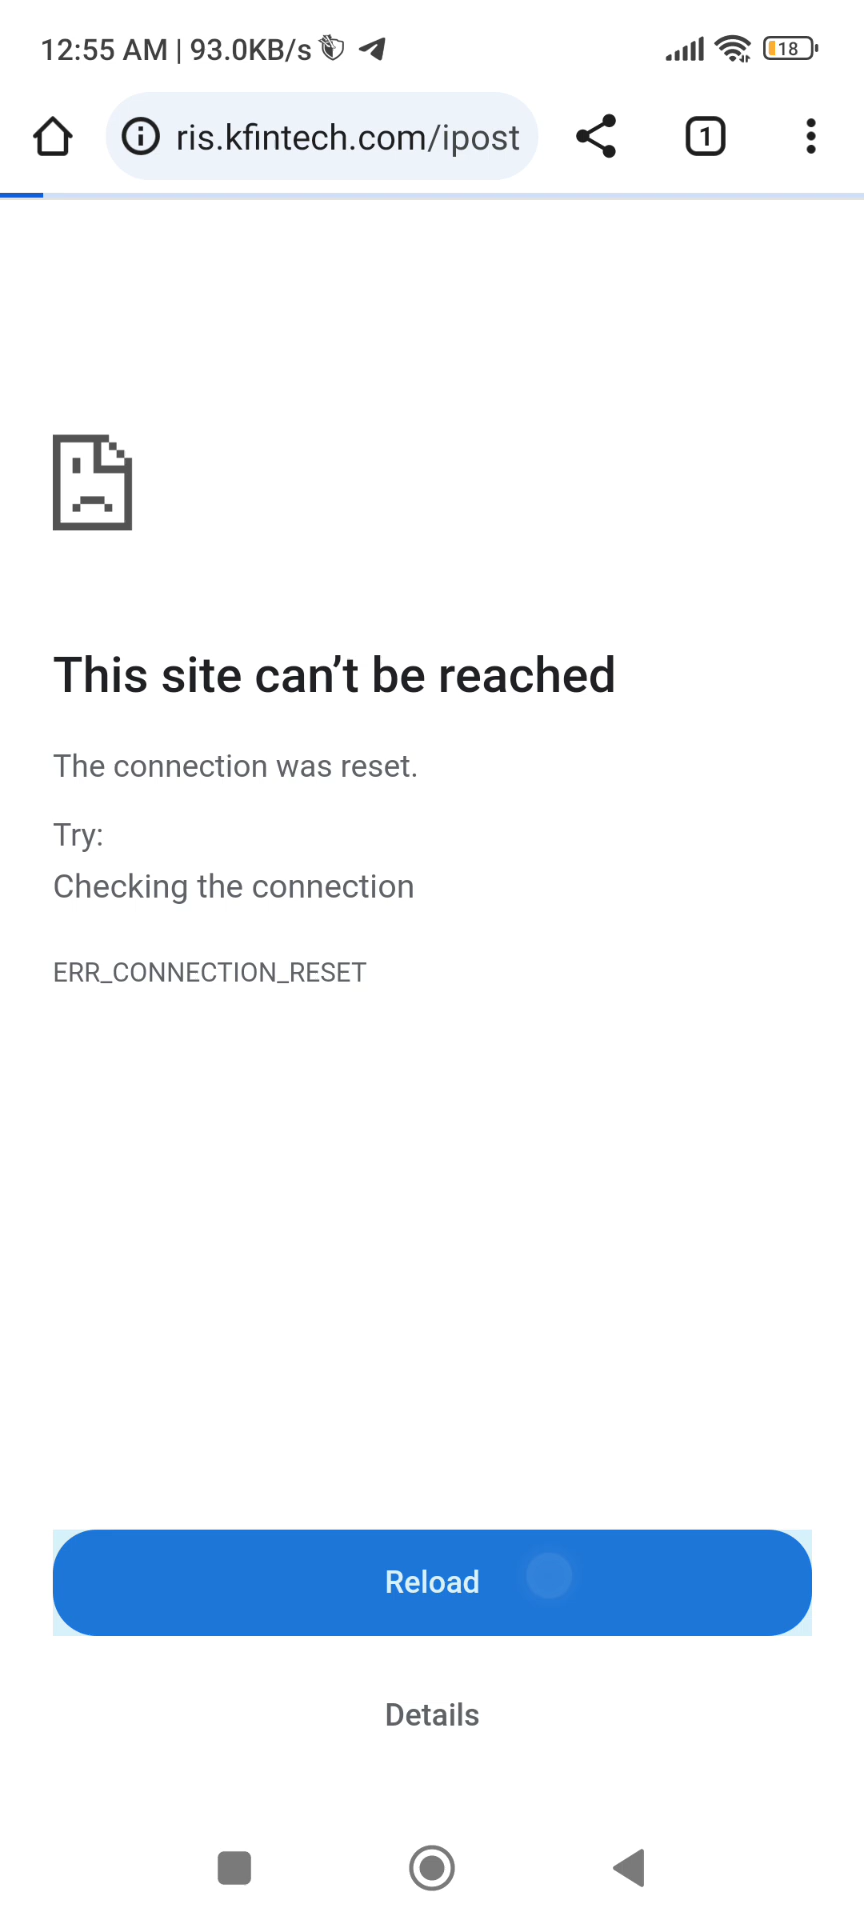 12:55 AM | 93.0KB/s
18
ris.kfintech.com/ipost
1
This site can’t be reached
The connection was reset.
Try:
Checking the connection
ERR_CONNECTION_RESET
Reload
Details